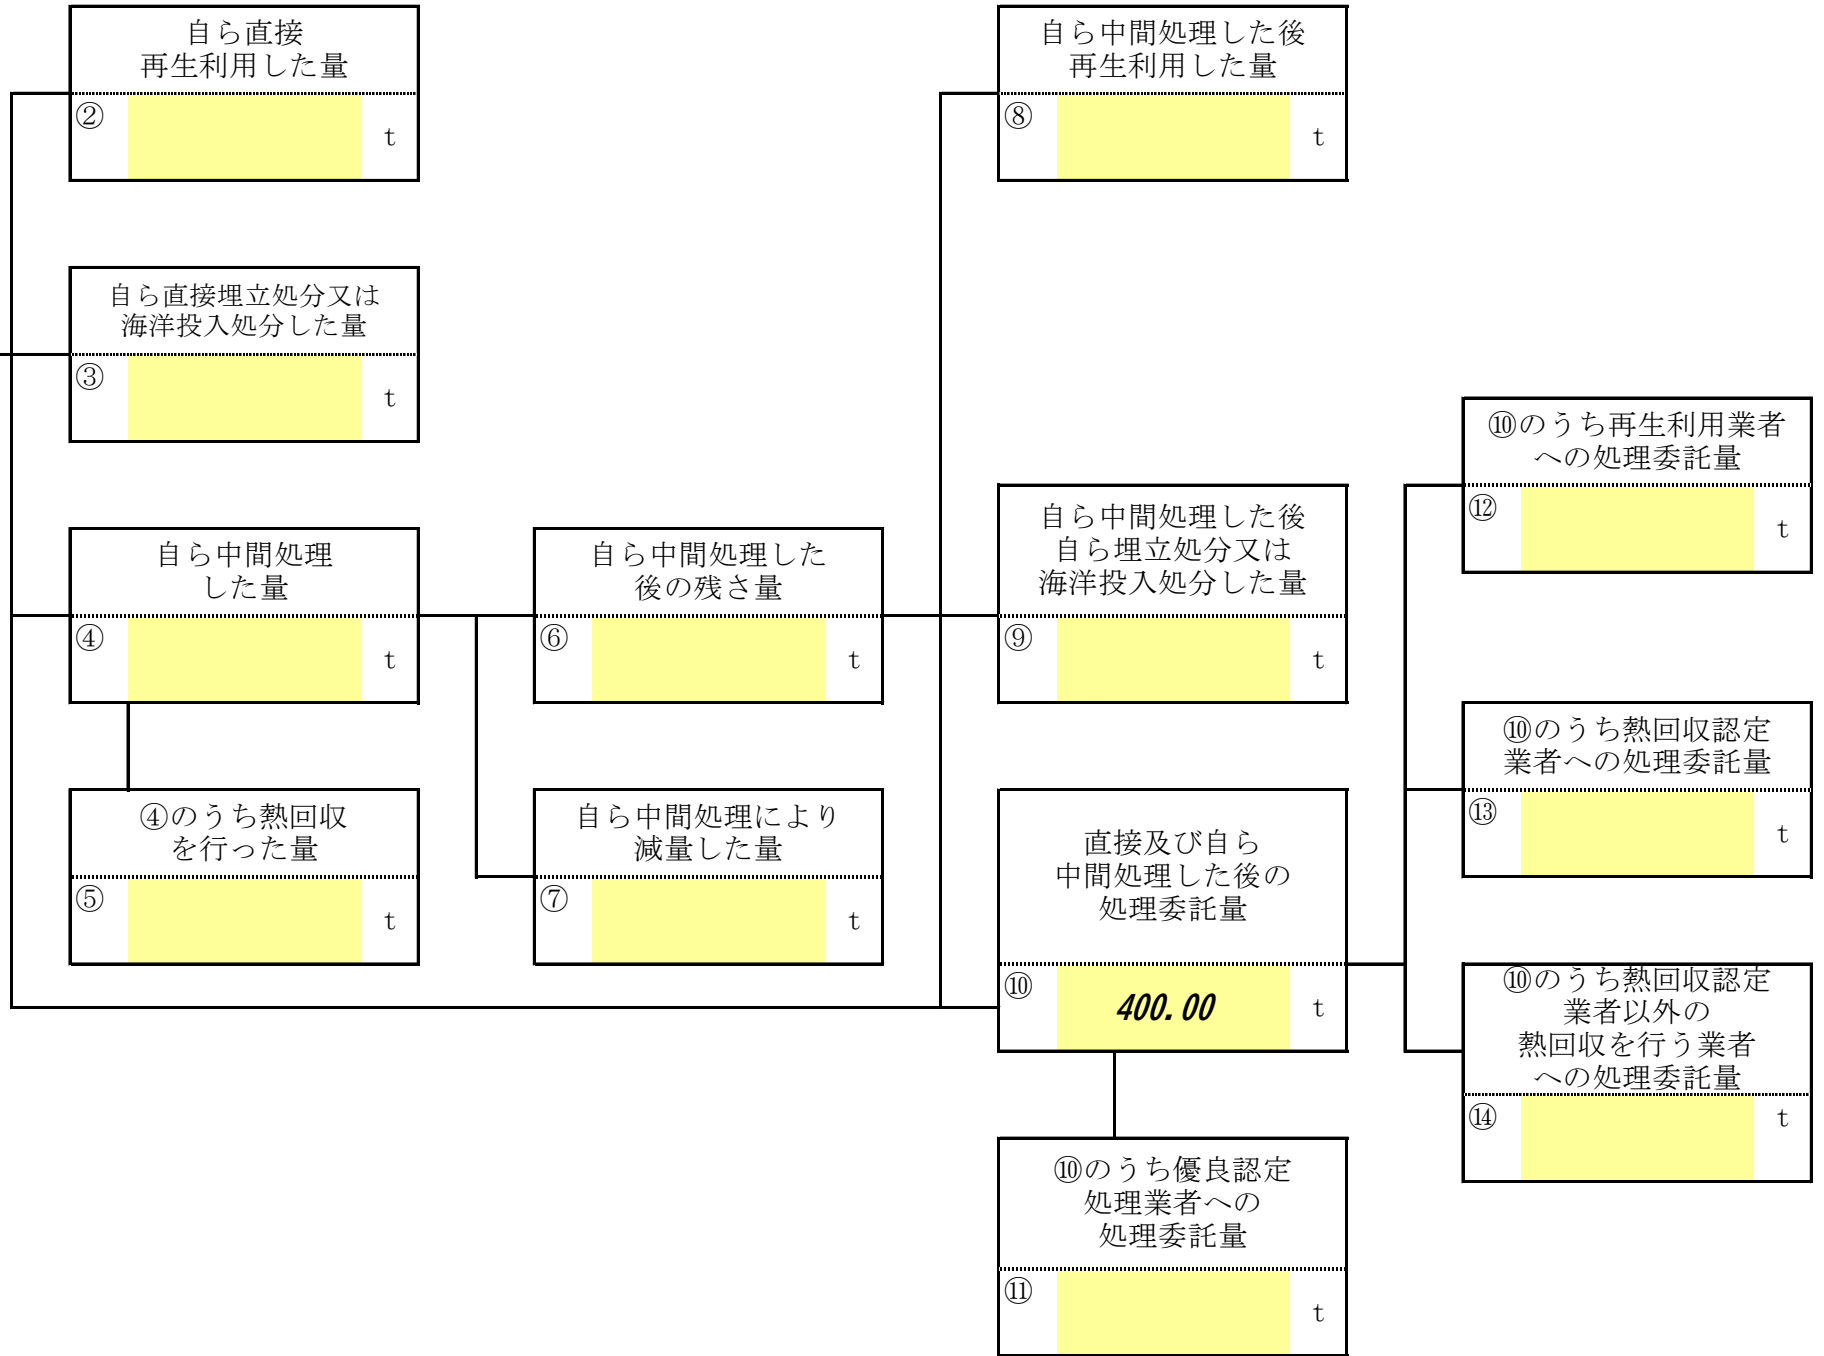 自ら直接
再生利用した量
② t
自ら中間処理した後
再生利用した量
⑧ t
自ら直接埋立処分又は
海洋投入処分した量
③ t
⑩のうち再生利用業者
への処理委託量
⑫ t
自ら中間処理
した量
④ t
自ら中間処理した
後の残さ量
⑥ t
自ら中間処理した後
自ら埋立処分又は
海洋投入処分した量
⑨ t
⑩のうち熱回収認定
業者への処理委託量
⑬ t
④のうち熱回収
を行った量
⑤ t
自ら中間処理により
減量した量
⑦ t
直接及び自ら
中間処理した後の
処理委託量
⑩ 400.00 t
⑩のうち熱回収認定
業者以外の
熱回収を行う業者
への処理委託量
⑭ t
⑩のうち優良認定
処理業者への
処理委託量
⑪ t